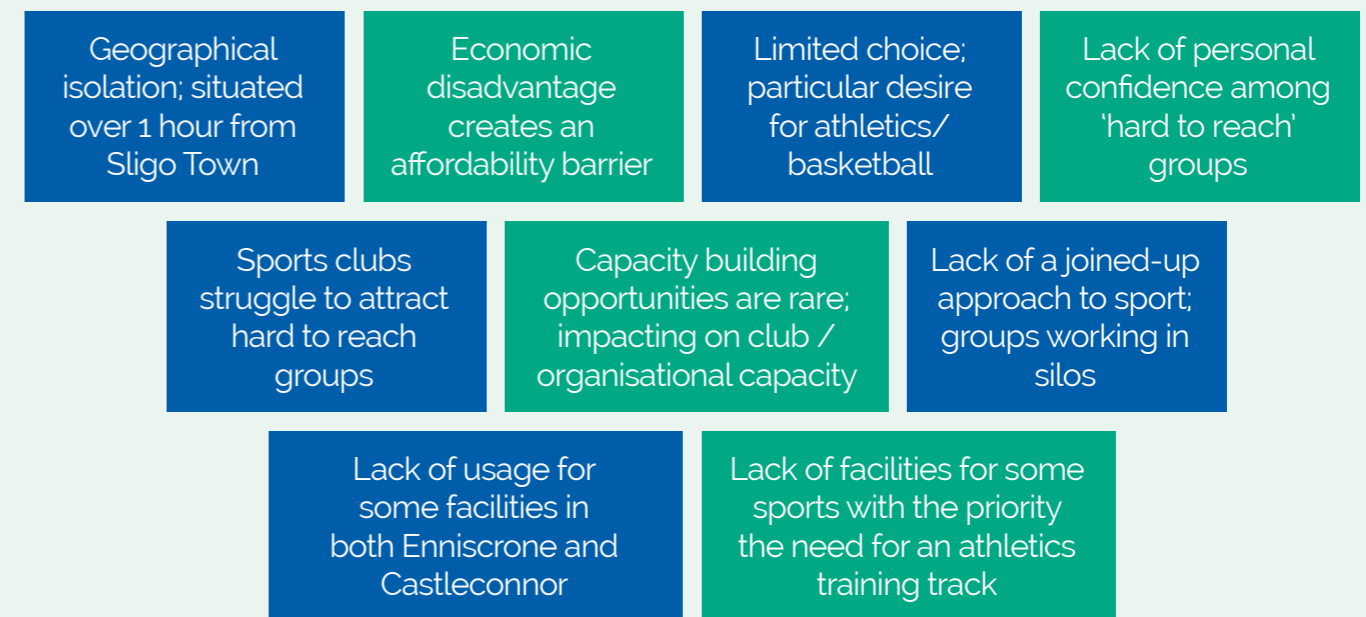 Geographical
isolation; situated
over 1 hour from
Sligo Town
Economic
disadvantage
creates an
affordability barrier
Limited choice;
particular desire
for athletics/
basketball
Lack of personal
confidence among
‘hard to reach’
groups
Sports clubs
struggle to attract
hard to reach
groups
Capacity building
opportunities are rare;
impacting on club /
organisational capacity
Lack of a joined-up
approach to sport;
groups working in
silos
Lack of usage for
some facilities in
both Enniscrone and
Castleconnor
Lack of facilities for some
sports with the priority
the need for an athletics
training track